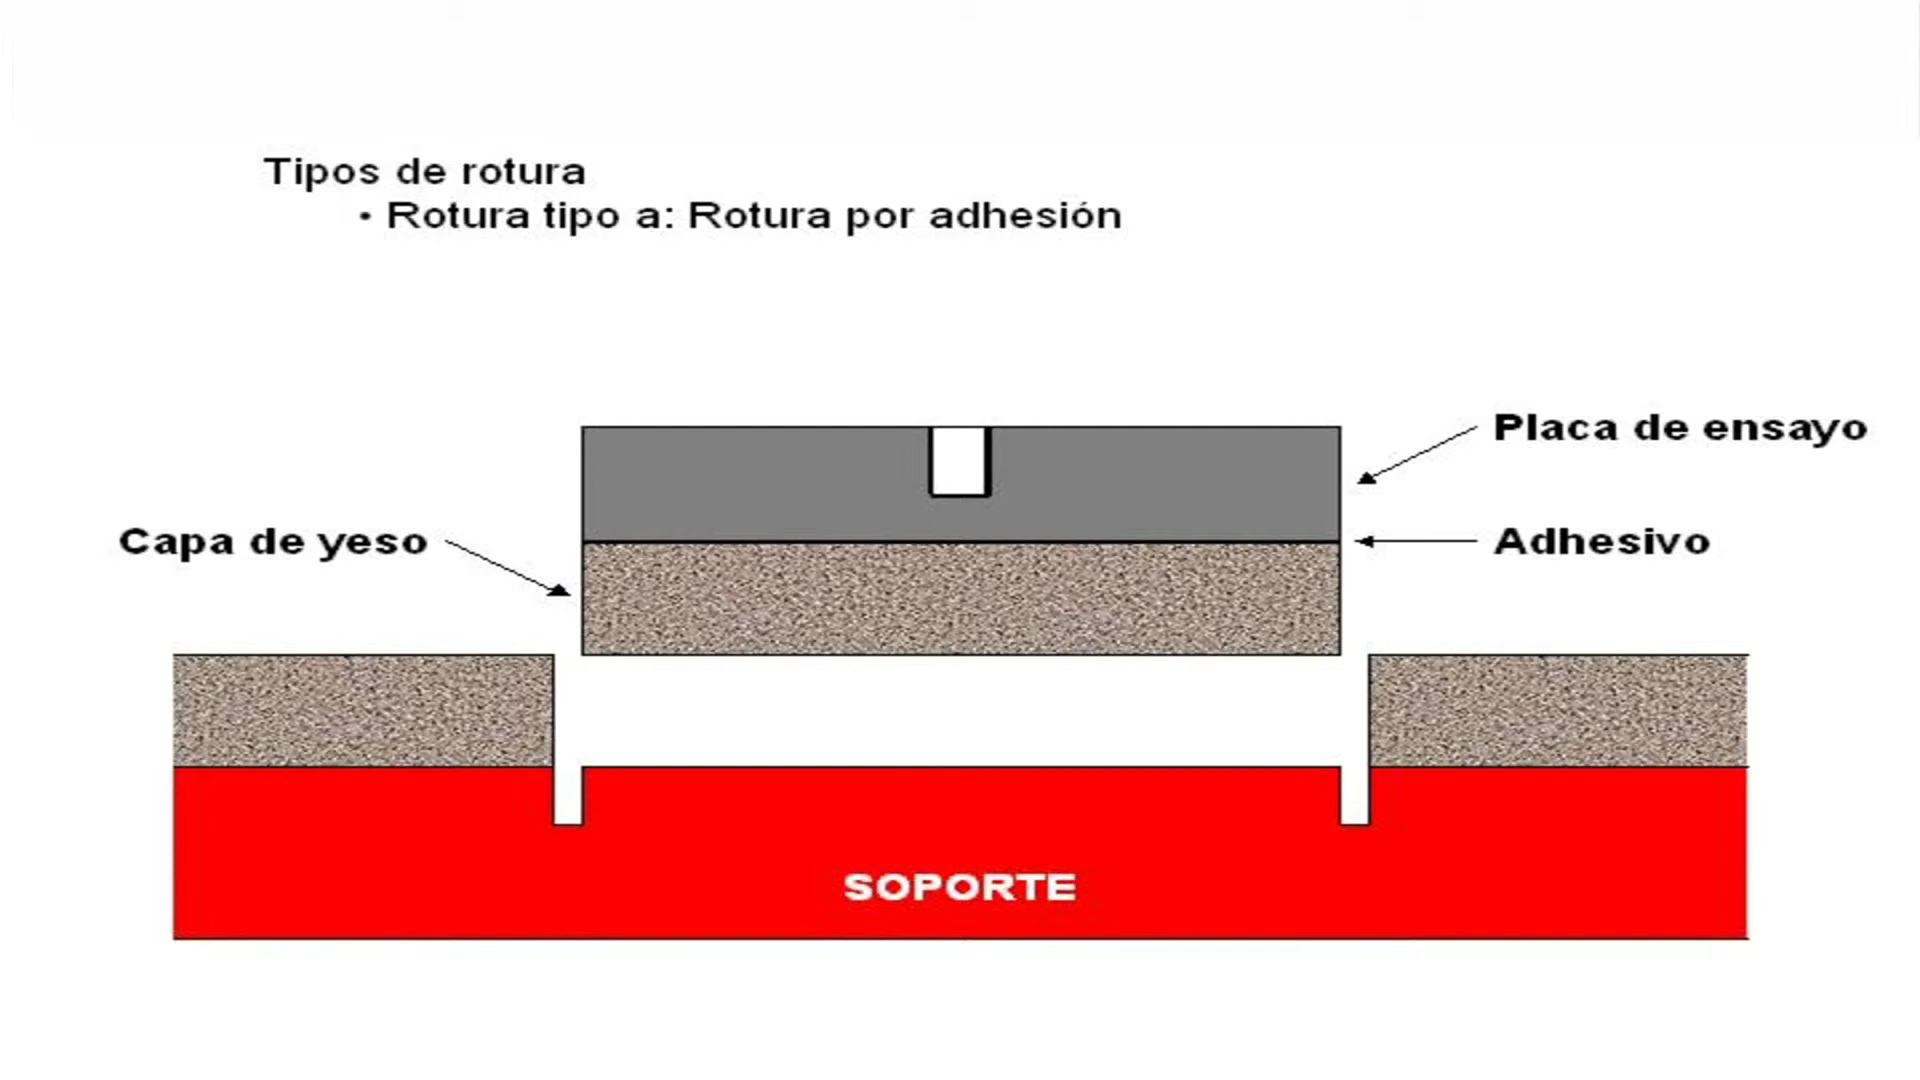 Tipos de rotura
• Rotura tipo a: Rotura por adhesión
Placa de ensayo
Capa de yeso
Adhesivo
SOPORTE